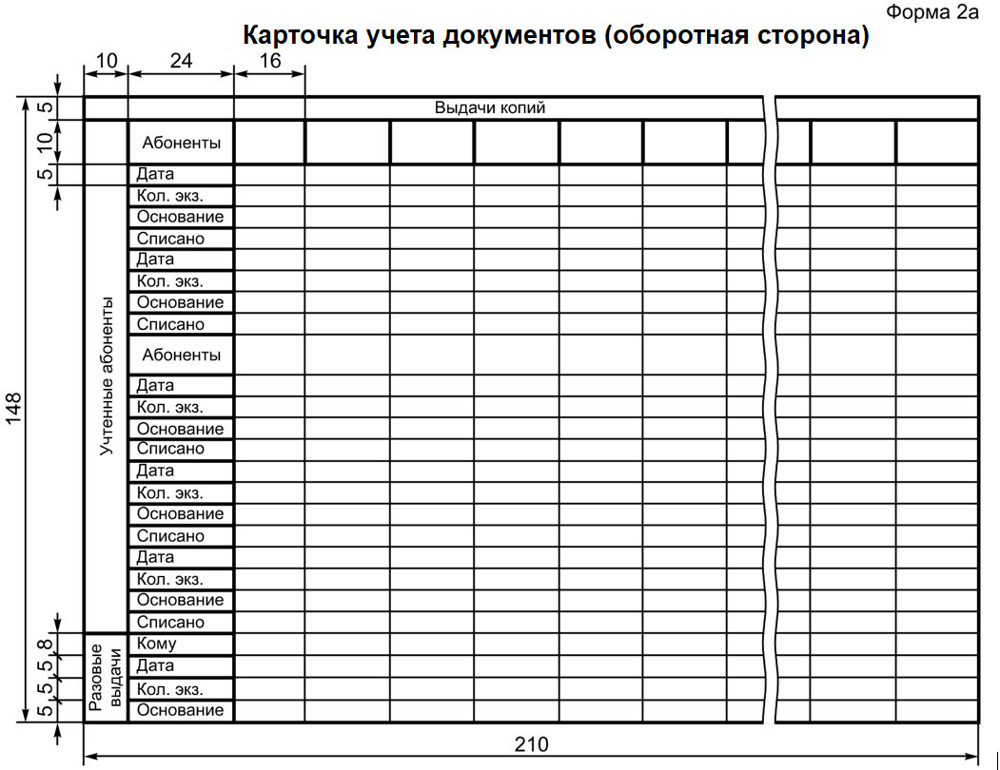 Форма 2а
Карточка учета документов (оборотная сторона)
10
24
16
5
Выдачи копий
10
Абоненты
5
Дата
Кол. экз.
Основание
Списано
Дата
Кол. экз.
Основание
Списано
Учтенные абоненты
Абоненты
148
Дата
Кол. экз.
Основание
Списано
Дата
Кол. экз.
Основание
Списано
Дата
Кол. экз.
Основание
Списано
8
Разовые
выдачи
Кому
5
Дата
5
Кол. экз.
5
Основание
210